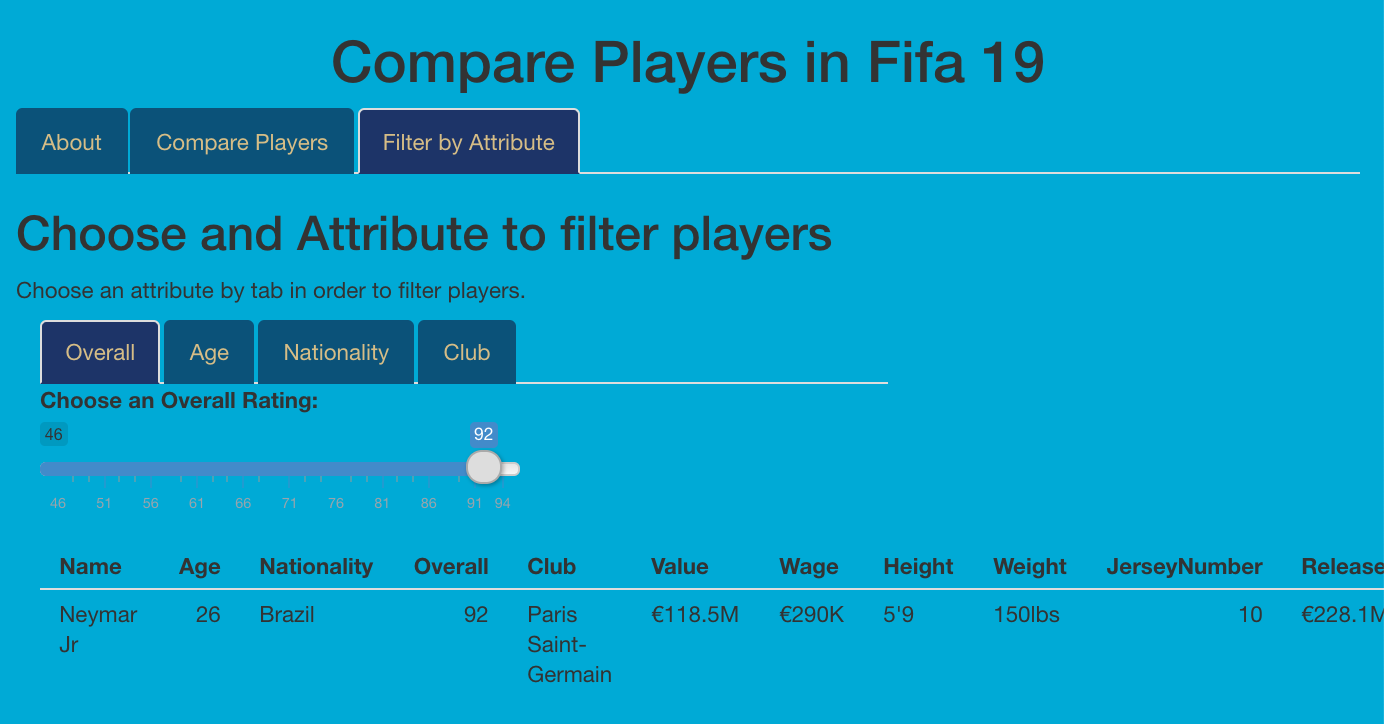 Compare Players in Fifa 19
About Compare Players Filter by Attribute
Choose and Attribute to filter players
Choose an attribute by tab in order to filter players.
Overall Age Nationality Club
Choose an Overall Rating:
46 92
46 51 56 61 66 71 76 81 86 91 94
Name Age Nationality Overall Club Value Wage Height Weight JerseyNumber Release
Neymar 26 Brazil 92 Paris €118.5M €290K 5'9 150lbs 10 €228.1M
Jr Saint-
Germain